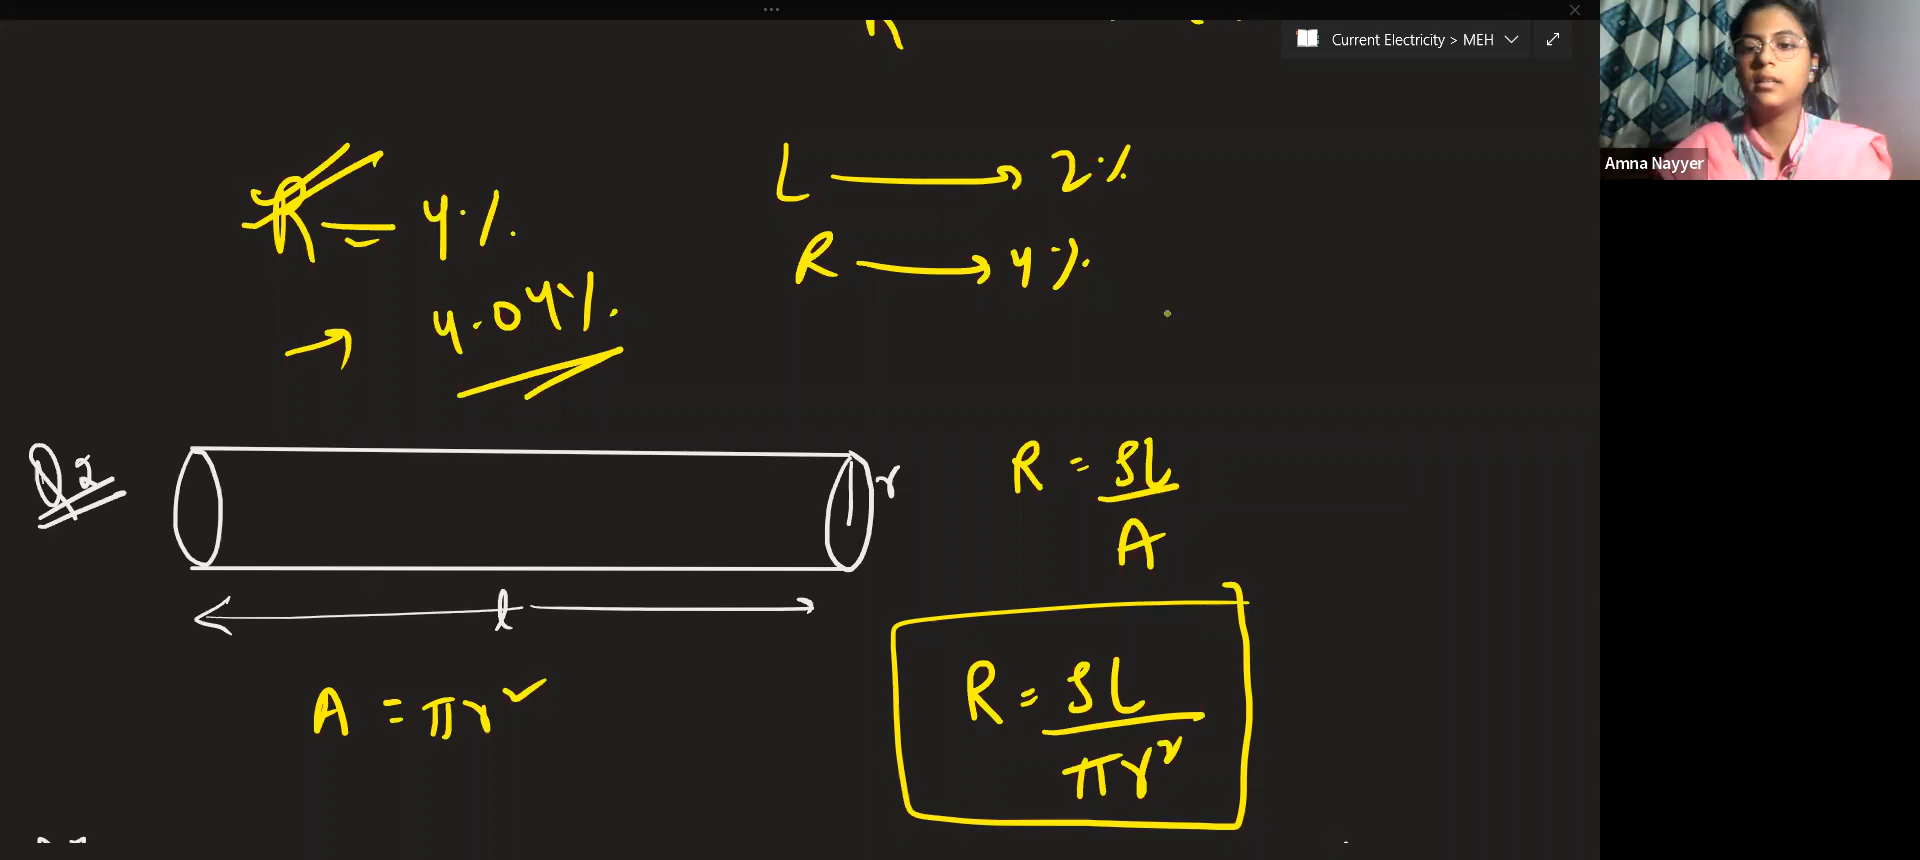 Current Electricity > MEH
Amna Nayyer
R = 4%.
→ 4.04%.
L → 2%
R → 4%.
Q2
r
l
A = πr²
R = ρL / A
R = ρL / πr²